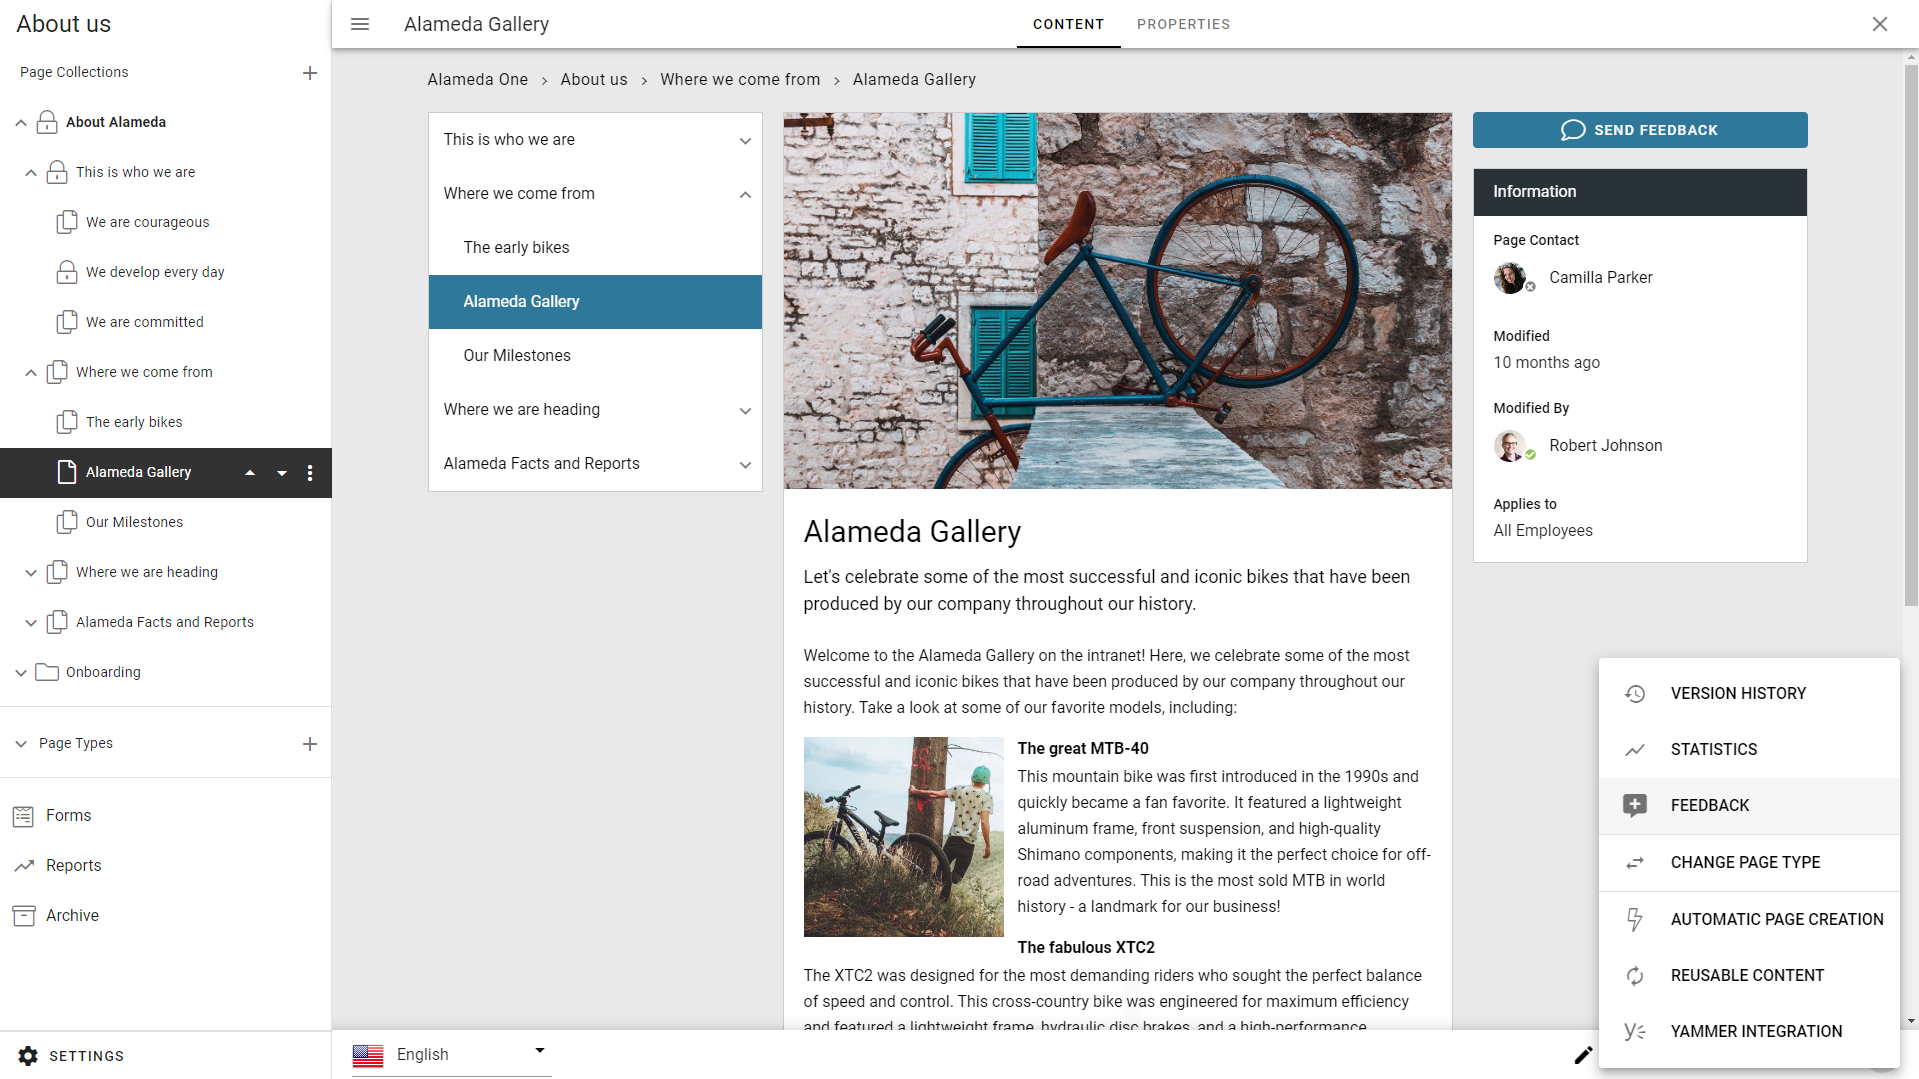 About us
Page Collections
About Alameda
This is who we are
We are courageous
We develop every day
We are committed
Where we come from
The early bikes
Alameda Gallery
Our Milestones
Where we are heading
Alameda Facts and Reports
Onboarding
Page Types
Forms
Reports
Archive
SETTINGS
Alameda Gallery
CONTENT
PROPERTIES
Alameda One > About us > Where we come from > Alameda Gallery
This is who we are
Where we come from
The early bikes
Alameda Gallery
Our Milestones
Where we are heading
Alameda Facts and Reports
Alameda Gallery
Let's celebrate some of the most successful and iconic bikes that have been
produced by our company throughout our history.
Welcome to the Alameda Gallery on the intranet! Here, we celebrate some of the most
successful and iconic bikes that have been produced by our company throughout our
history. Take a look at some of our favorite models, including:
The great MTB-40
This mountain bike was first introduced in the 1990s and
quickly became a fan favorite. It featured a lightweight
aluminum frame, front suspension, and high-quality
Shimano components, making it the perfect choice for off-
road adventures. This is the most sold MTB in world
history - a landmark for our business!
The fabulous XTC2
The XTC2 was designed for the most demanding riders who sought the perfect balance
of speed and control. This cross-country bike was engineered for maximum efficiency
and featured a lightweight frame, hydraulic disc brakes, and a high-performance
SEND FEEDBACK
Information
Page Contact
Camilla Parker
Modified
10 months ago
Modified By
Robert Johnson
Applies to
All Employees
VERSION HISTORY
STATISTICS
FEEDBACK
CHANGE PAGE TYPE
AUTOMATIC PAGE CREATION
REUSABLE CONTENT
YAMMER INTEGRATION
English